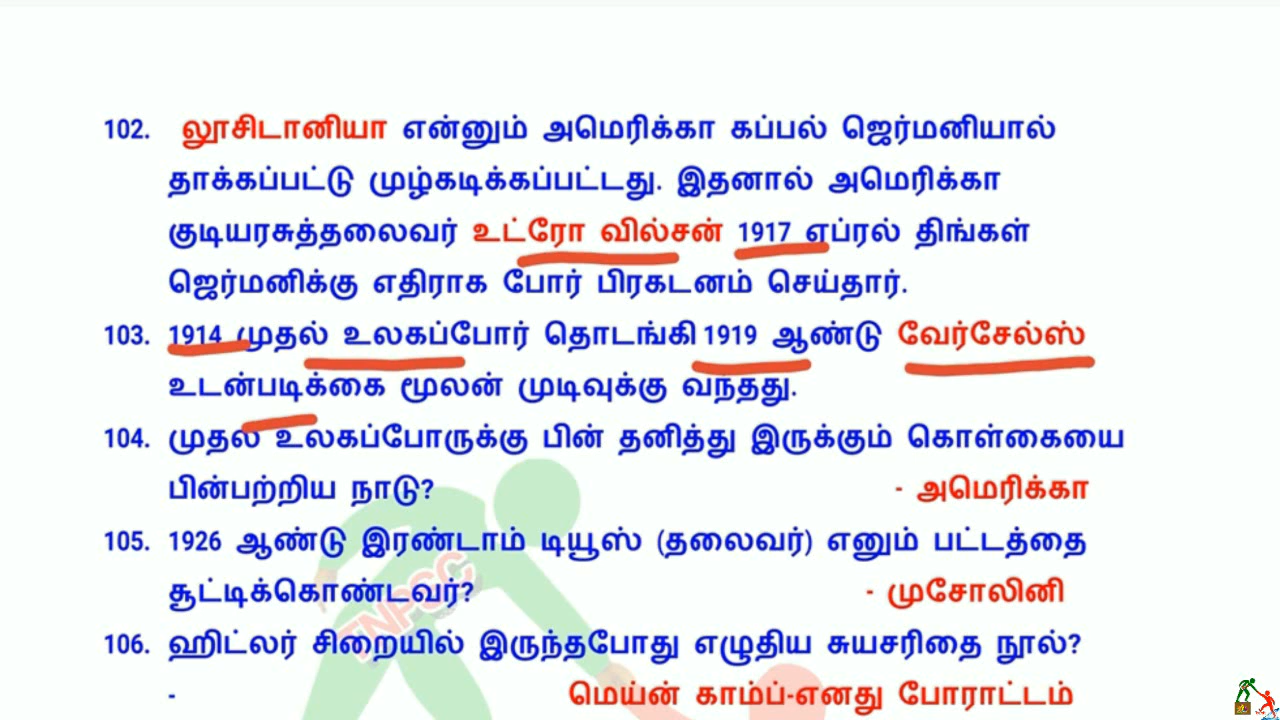 102. லூசிடானியா என்னும் அமெரிக்கா கப்பல் ஜெர்மனியால்
தாக்கப்பட்டு முழ்கடிக்கப்பட்டது. இதனால் அமெரிக்கா
குடியரசுத்தலைவர் உட்ரோ வில்சன் 1917 எப்ரல் திங்கள்
ஜெர்மனிக்கு எதிராக போர் பிரகடனம் செய்தார்.
103. 1914 முதல் உலகப்போர் தொடங்கி 1919 ஆண்டு வேர்சேல்ஸ்
உடன்படிக்கை மூலன் முடிவுக்கு வந்தது.
104. முதல் உலகப்போருக்கு பின் தனித்து இருக்கும் கொள்கையை
பின்பற்றிய நாடு? - அமெரிக்கா
105. 1926 ஆண்டு இரண்டாம் டியூஸ் (தலைவர்) எனும் பட்டத்தை
சூட்டிக்கொண்டவர்? - முசோலினி
106. ஹிட்லர் சிறையில் இருந்தபோது எழுதிய சுயசரிதை நூல்?
- மெய்ன் காம்ப்-எனது போராட்டம்
TNPSC